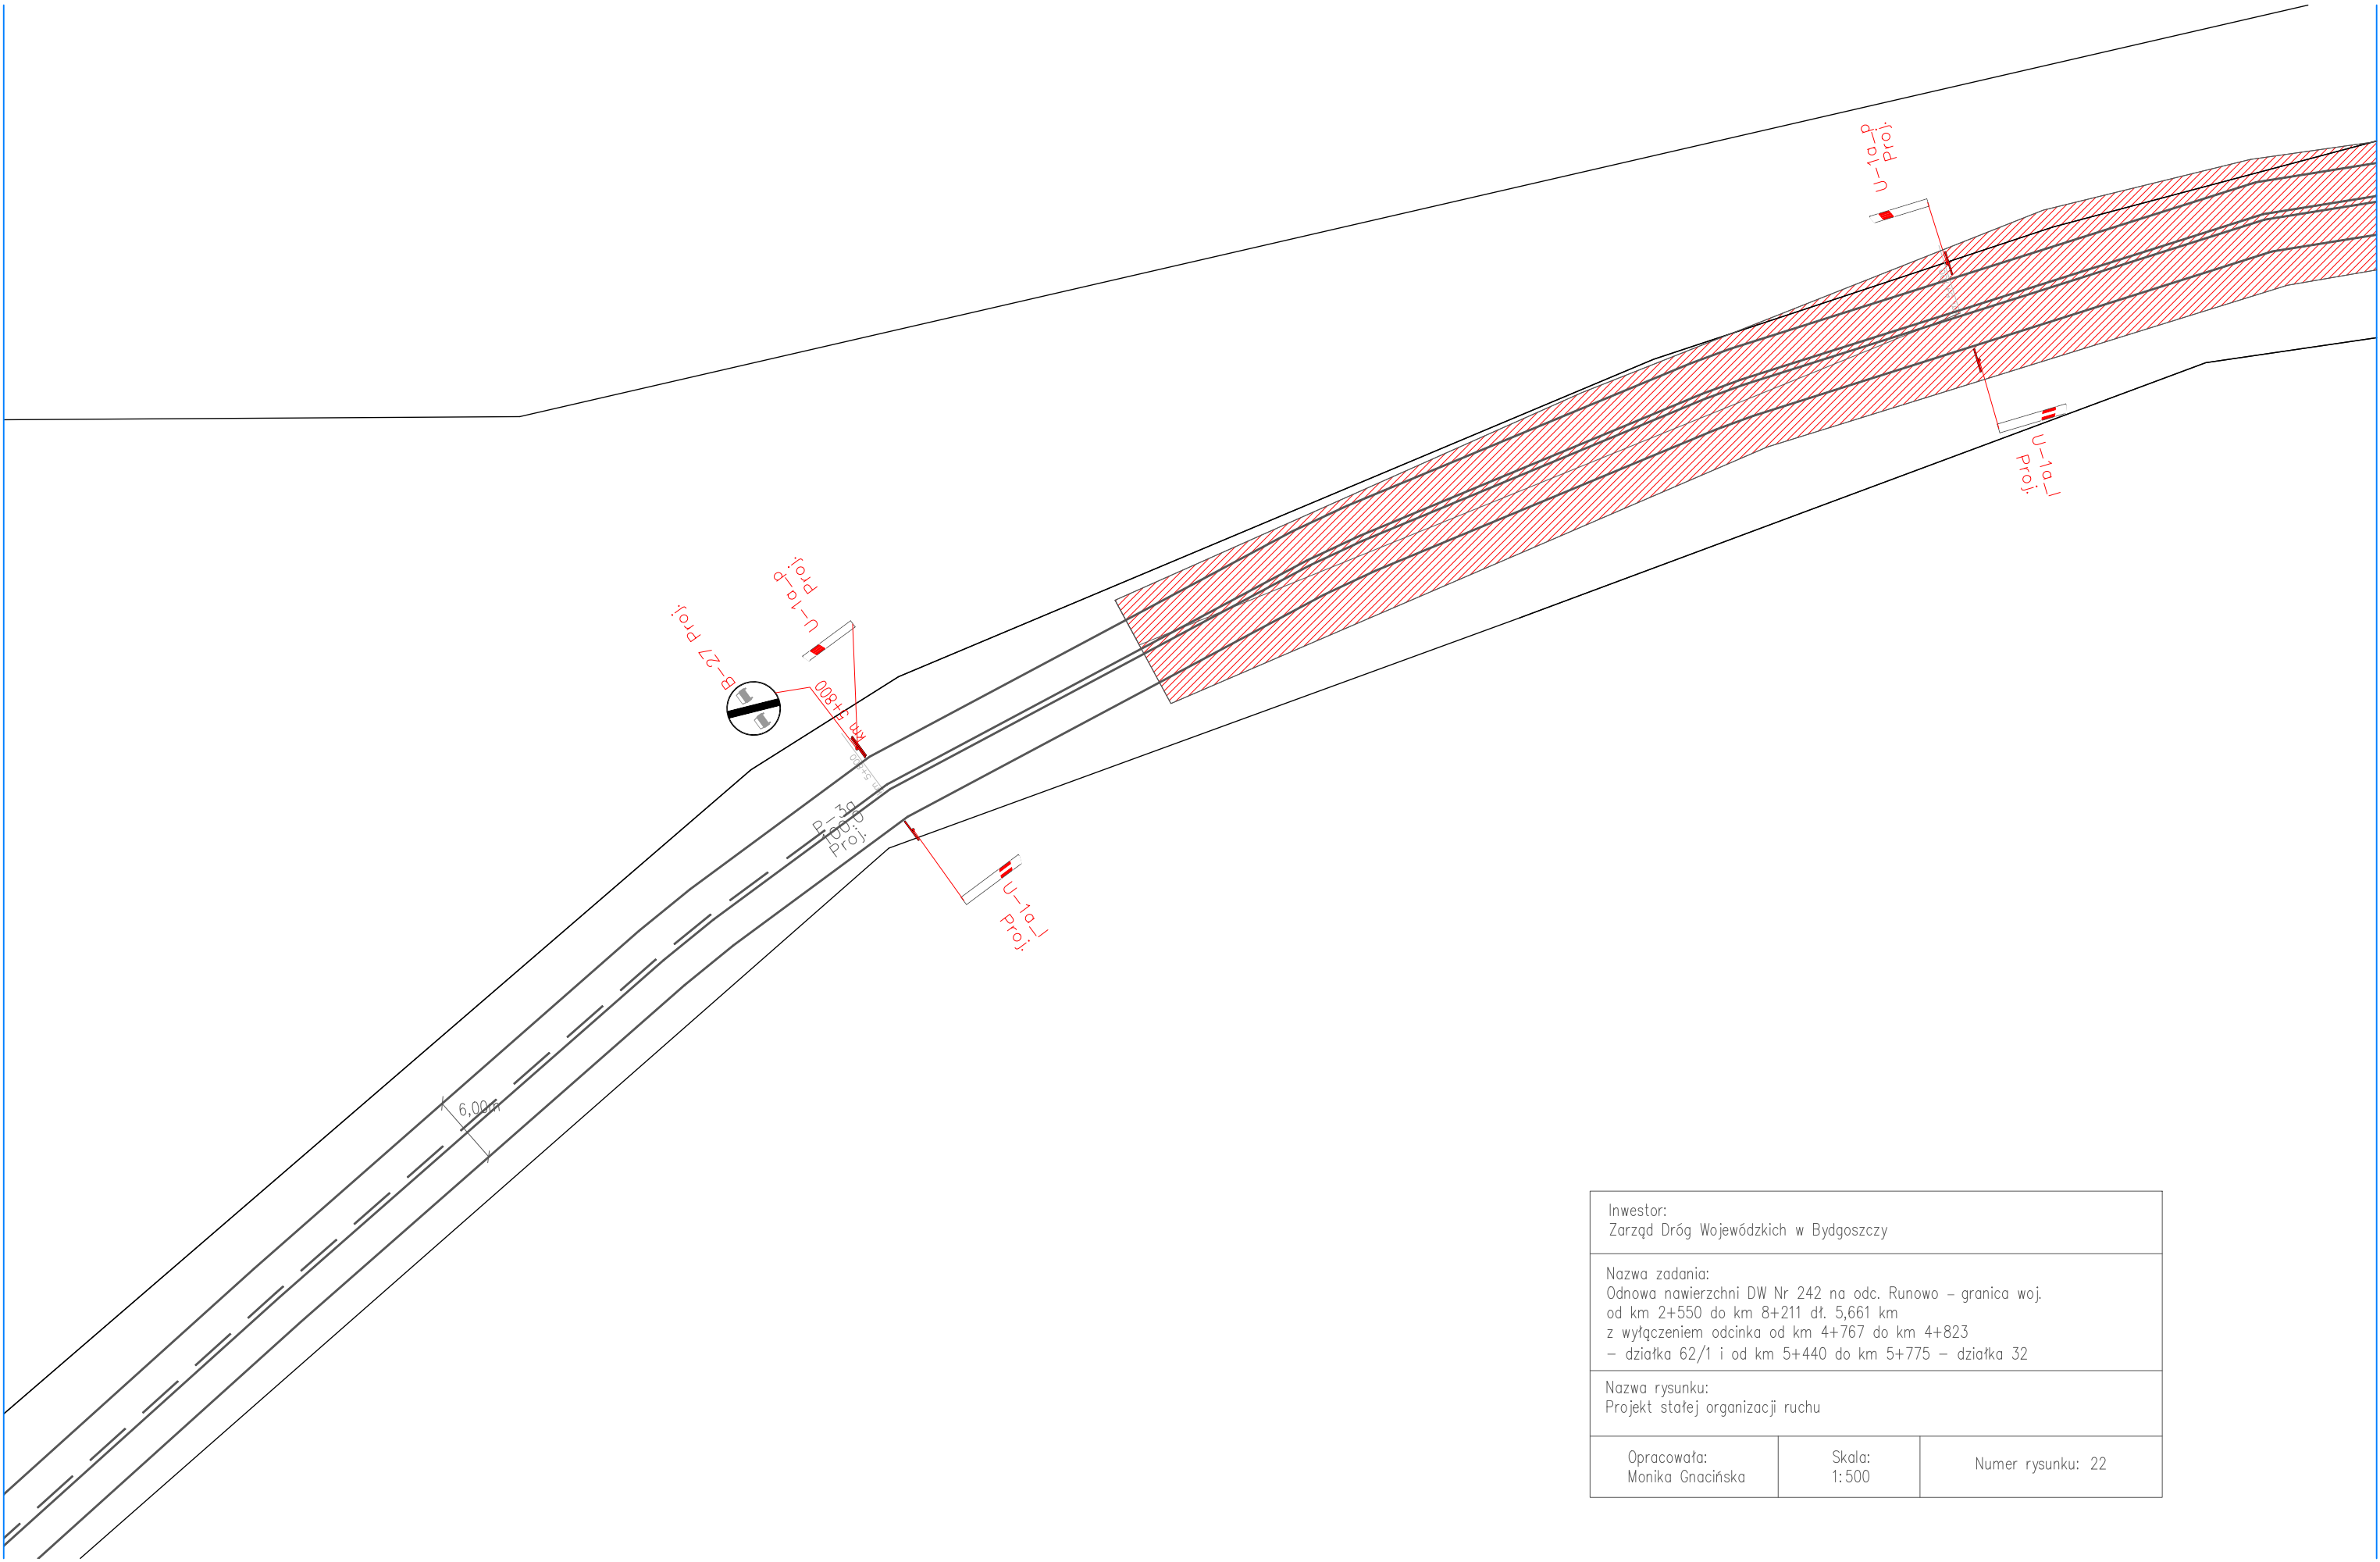 U-1a_P
Proj.
U-1a_l
Proj.
U-1a_P
Proj.
B-27 Proj.
km 5+800
Proj.
U-1a_l
Proj.
6,00m
Inwestor:
Zarząd Dróg Wojewódzkich w Bydgoszczy
Nazwa zadania:
Odnowa nawierzchni DW Nr 242 na odc. Runowo – granica woj.
od km 2+550 do km 8+211 dł. 5,661 km
z wyłączeniem odcinka od km 4+767 do km 4+823
– działka 62/1 i od km 5+440 do km 5+775 – działka 32
Nazwa rysunku:
Projekt stałej organizacji ruchu
Opracowała:
Monika Gnacińska
Skala:
1:500
Numer rysunku: 22